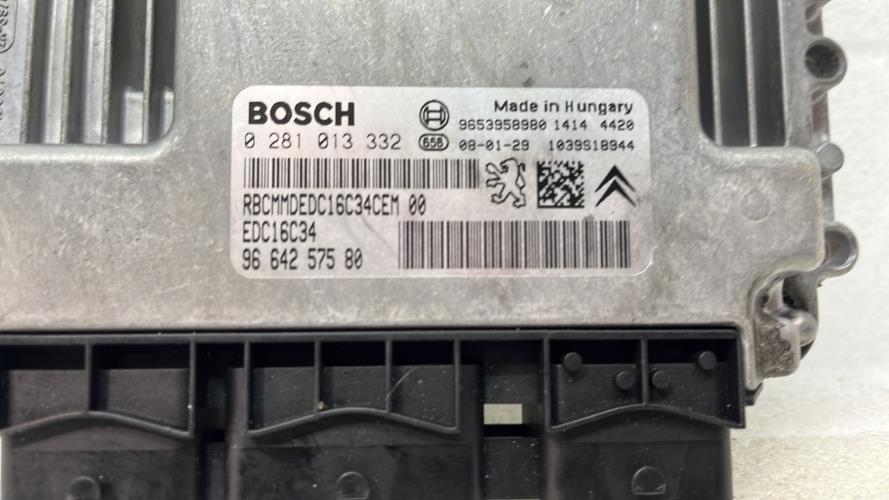 BOSCH
Made in Hungary
9653958980 1414 4420
0 281 013 332
656 08-01-29 1039S18944
RBCMMDEDC16C34CEM 00
EDC16C34
96 642 575 80